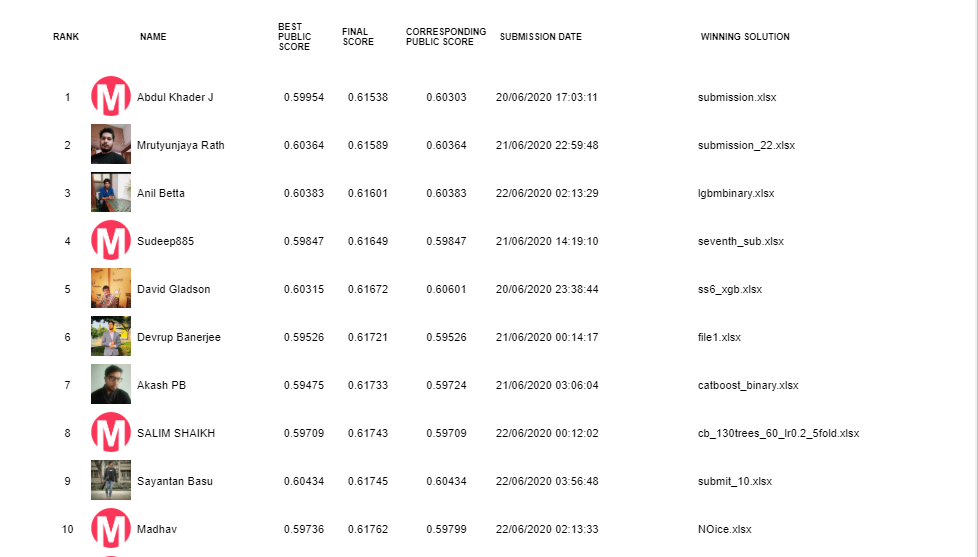 RANK NAME BEST PUBLIC SCORE FINAL SCORE CORRESPONDING PUBLIC SCORE SUBMISSION DATE WINNING SOLUTION
1 M Abdul Khader J 0.59954 0.61538 0.60303 20/06/2020 17:03:11 submission.xlsx
2 Mrutyunjaya Rath 0.60364 0.61589 0.60364 21/06/2020 22:59:48 submission_22.xlsx
3 Anil Betta 0.60383 0.61601 0.60383 22/06/2020 02:13:29 lgbmbinary.xlsx
4 M Sudeep885 0.59847 0.61649 0.59847 21/06/2020 14:19:10 seventh_sub.xlsx
5 David Gladson 0.60315 0.61672 0.60601 20/06/2020 23:38:44 ss6_xgb.xlsx
6 Devrup Banerjee 0.59526 0.61721 0.59526 21/06/2020 00:14:17 file1.xlsx
7 Akash PB 0.59475 0.61733 0.59724 21/06/2020 03:06:04 catboost_binary.xlsx
8 M SALIM SHAIKH 0.59709 0.61743 0.59709 22/06/2020 00:12:02 cb_130trees_60_lr0.2_5fold.xlsx
9 Sayantan Basu 0.60434 0.61745 0.60434 22/06/2020 03:56:48 submit_10.xlsx
10 M Madhav 0.59736 0.61762 0.59799 22/06/2020 02:13:33 NOice.xlsx